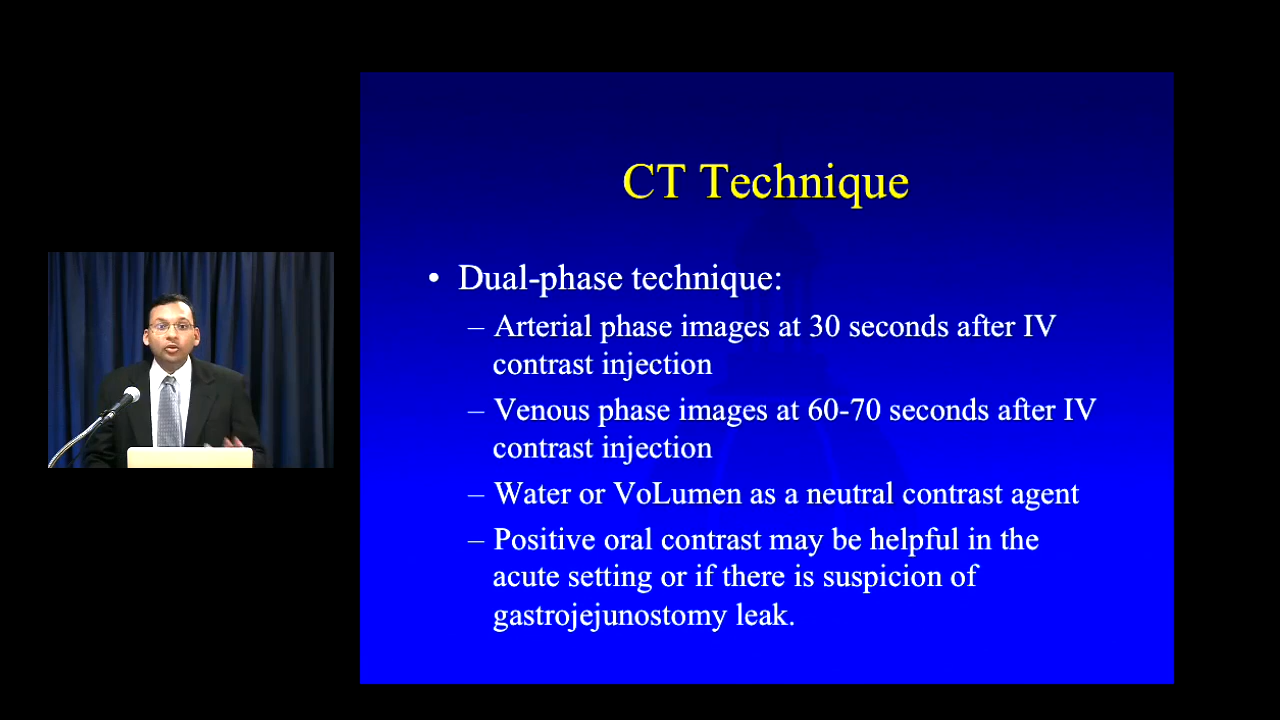 CT Technique
• Dual-phase technique:
– Arterial phase images at 30 seconds after IV
contrast injection
– Venous phase images at 60-70 seconds after IV
contrast injection
– Water or VoLumen as a neutral contrast agent
– Positive oral contrast may be helpful in the
acute setting or if there is suspicion of
gastrojejunostomy leak.